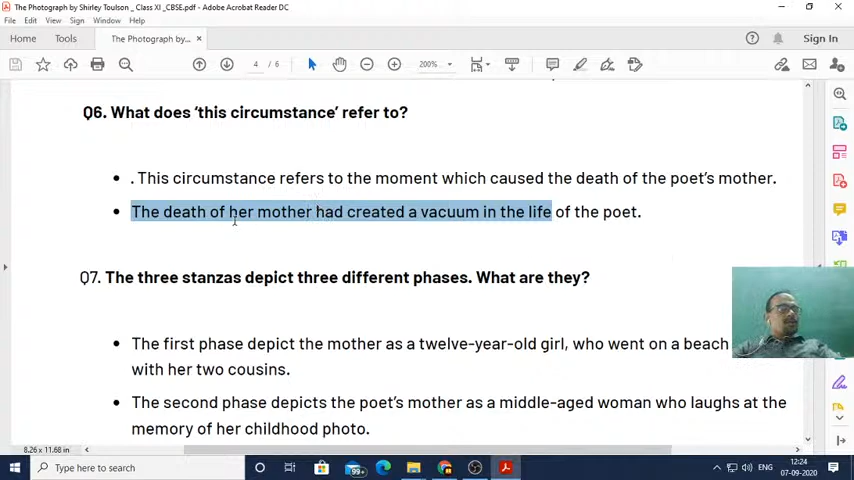 The Photograph by Shirley Toulson _ Class XI _CBSE.pdf - Adobe Acrobat Reader DC
File Edit View Sign Window Help
Home Tools The Photograph by... × Sign In
4 / 6 200%
Q6. What does ‘this circumstance’ refer to?
• . This circumstance refers to the moment which caused the death of the poet’s mother.
• The death of her mother had created a vacuum in the life of the poet.
Q7. The three stanzas depict three different phases. What are they?
• The first phase depict the mother as a twelve-year-old girl, who went on a beach
with her two cousins.
• The second phase depicts the poet’s mother as a middle-aged woman who laughs at the
memory of her childhood photo.
8.26 x 11.68 in
Type here to search 99+ ENG 12:24
07-09-2020